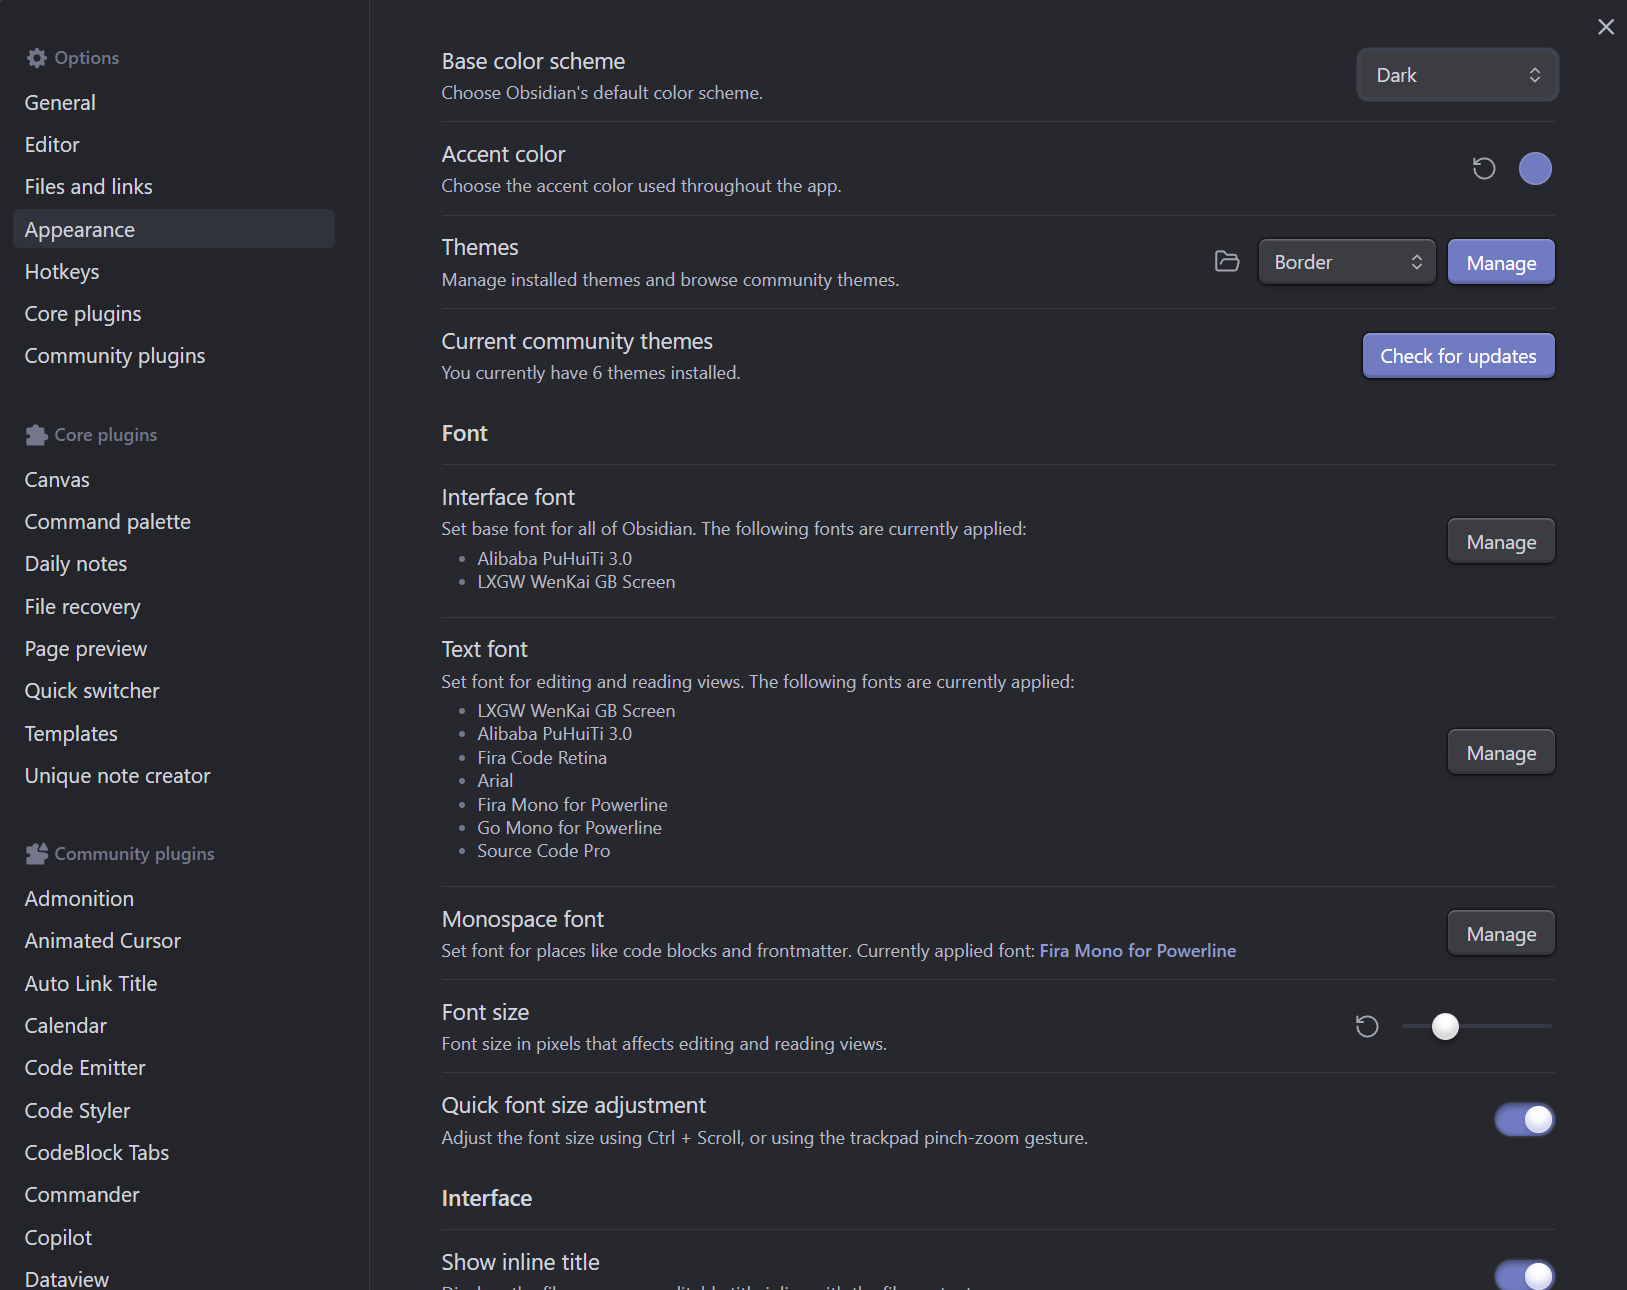 Options
General
Editor
Files and links
Appearance
Hotkeys
Core plugins
Community plugins
Core plugins
Canvas
Command palette
Daily notes
File recovery
Page preview
Quick switcher
Templates
Unique note creator
Community plugins
Admonition
Animated Cursor
Auto Link Title
Calendar
Code Emitter
Code Styler
CodeBlock Tabs
Commander
Copilot
Dataview
Base color scheme
Choose Obsidian's default color scheme.
Dark
Accent color
Choose the accent color used throughout the app.
Themes
Manage installed themes and browse community themes.
Border
Manage
Current community themes
You currently have 6 themes installed.
Check for updates
Font
Interface font
Set base font for all of Obsidian. The following fonts are currently applied:
Alibaba PuHuiTi 3.0
LXGW WenKai GB Screen
Manage
Text font
Set font for editing and reading views. The following fonts are currently applied:
LXGW WenKai GB Screen
Alibaba PuHuiTi 3.0
Fira Code Retina
Arial
Fira Mono for Powerline
Go Mono for Powerline
Source Code Pro
Manage
Monospace font
Set font for places like code blocks and frontmatter. Currently applied font: Fira Mono for Powerline
Manage
Font size
Font size in pixels that affects editing and reading views.
Quick font size adjustment
Adjust the font size using Ctrl + Scroll, or using the trackpad pinch-zoom gesture.
Interface
Show inline title